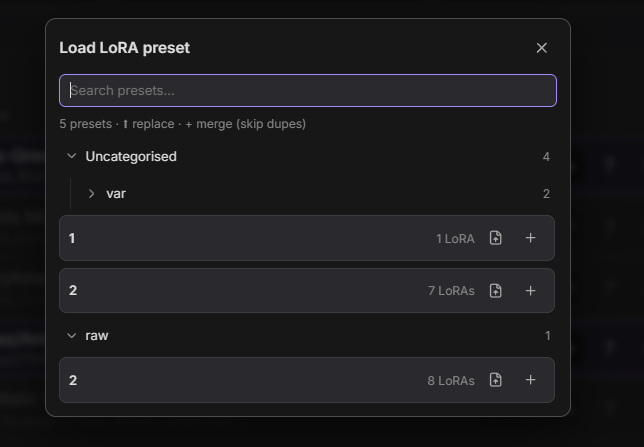 Load LoRA preset
Search presets...
5 presets · ⬆ replace · + merge (skip dupes)
Uncategorised 4
var 2
1 1 LoRA
2 7 LoRAs
raw 1
2 8 LoRAs